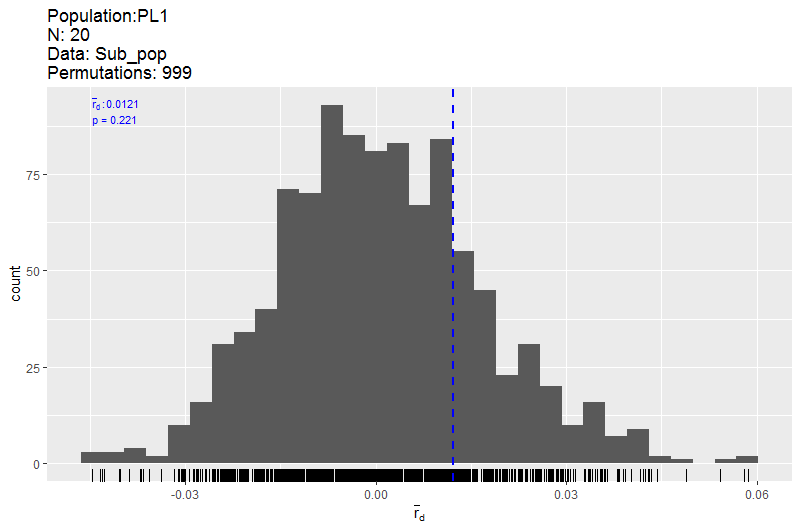 Population:PL1
N: 20
Data: Sub_pop
Permutations: 999
r̅d:0.0121
p = 0.221
75
50
25
0
count
-0.03 0.00 0.03 0.06
r̅d